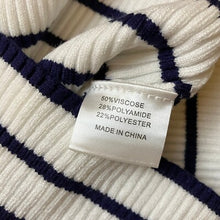 50%VISCOSE
28%POLYAMIDE
22%POLYESTER
MADE IN CHINA